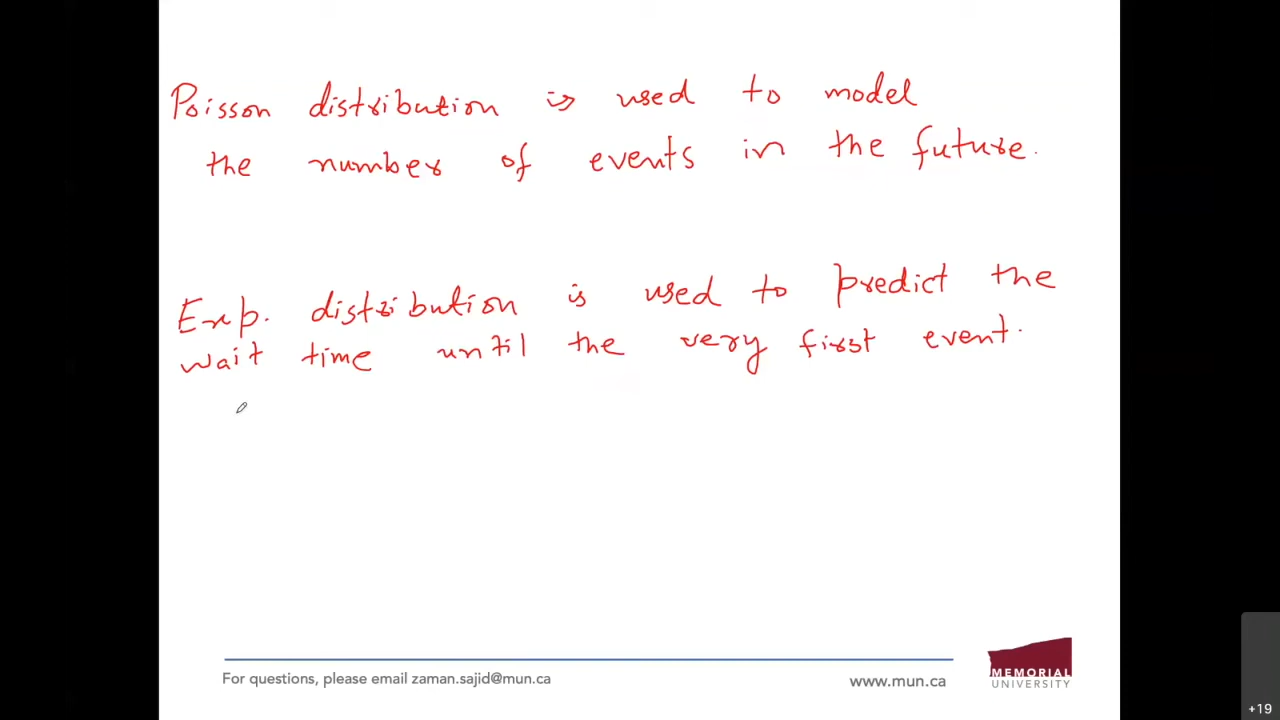 Poisson distribution is used to model
the number of events in the future.
Exp. distribution is used to predict the
wait time until the very first event.
For questions, please email zaman.sajid@mun.ca
www.mun.ca
MEMORIAL
UNIVERSITY
+19